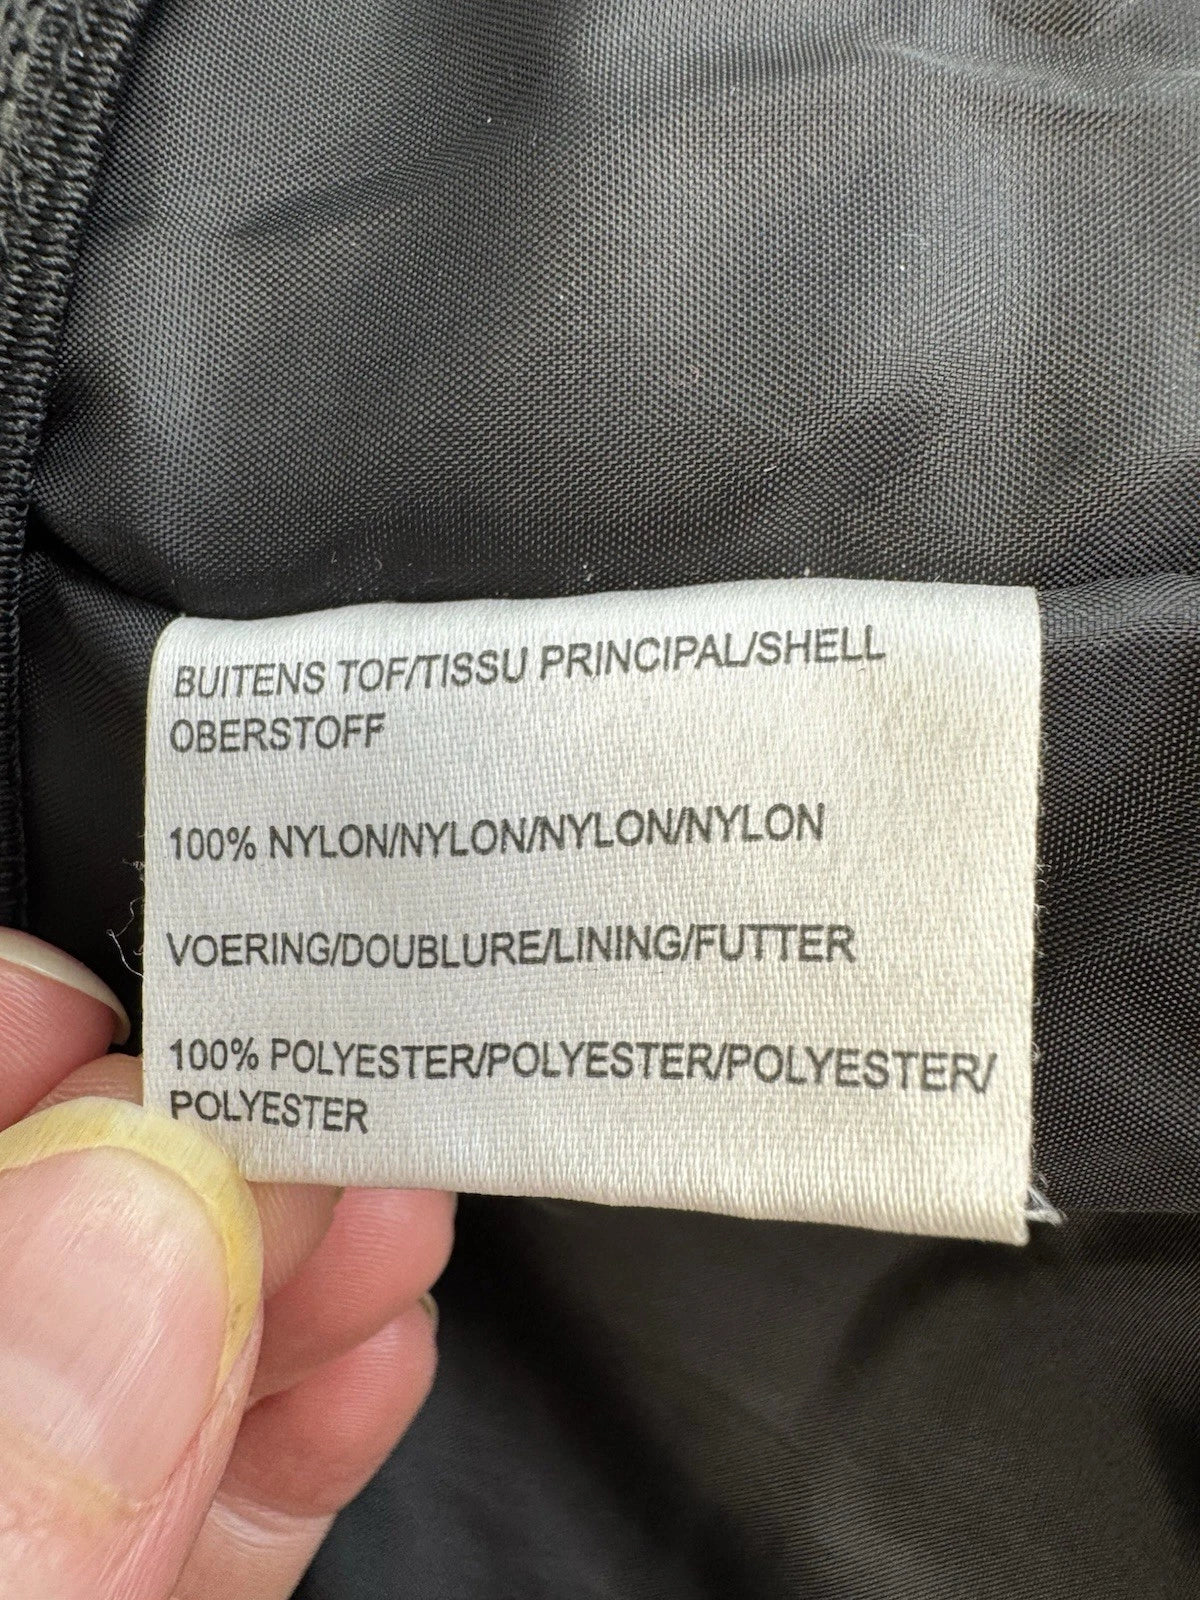 BUITENS TOF/TISSU PRINCIPAL/SHELL
OBERSTOFF
100% NYLON/NYLON/NYLON/NYLON
VOERING/DOUBLURE/LINING/FUTTER
100% POLYESTER/POLYESTER/POLYESTER/
POLYESTER